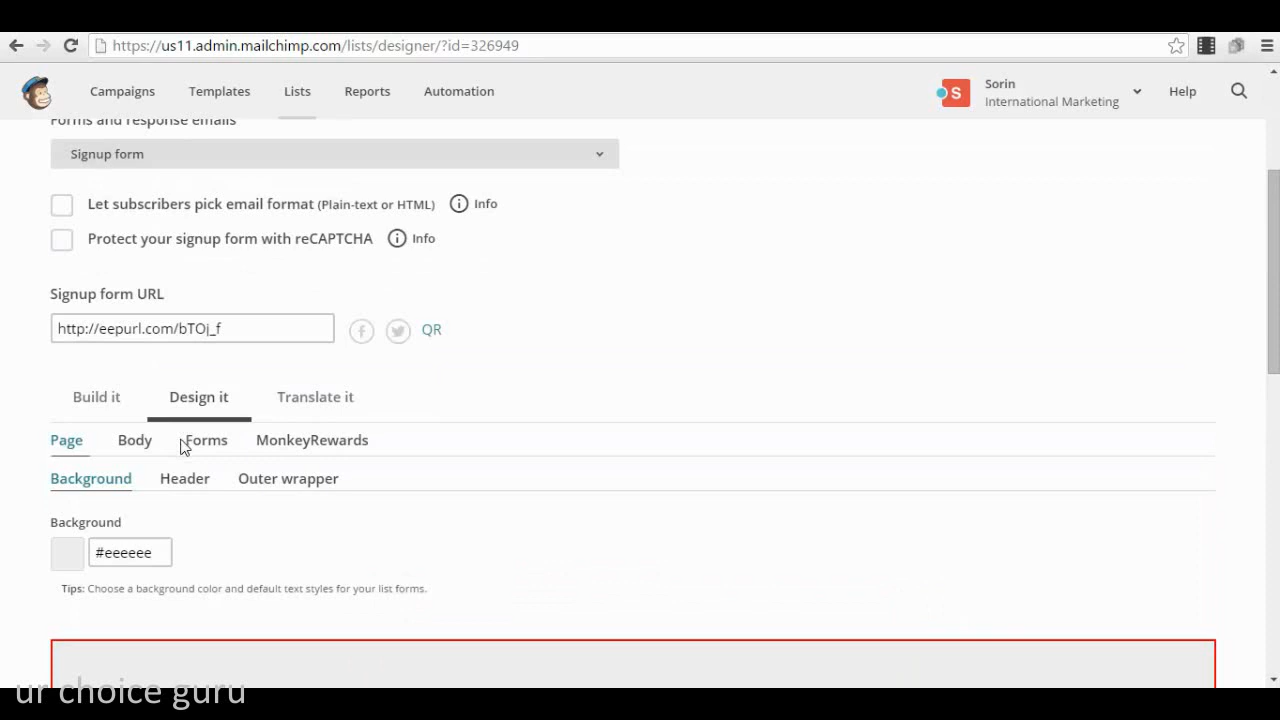 https://us11.admin.mailchimp.com/lists/designer/?id=326949
Campaigns Templates Lists Reports Automation
S Sorin
International Marketing
Help
Forms and response emails
Signup form
Let subscribers pick email format (Plain-text or HTML) Info
Protect your signup form with reCAPTCHA Info
Signup form URL
http://eepurl.com/bTOj_f QR
Build it Design it Translate it
Page Body Forms MonkeyRewards
Background Header Outer wrapper
Background
#eeeeee
Tips: Choose a background color and default text styles for your list forms.
ur choice guru